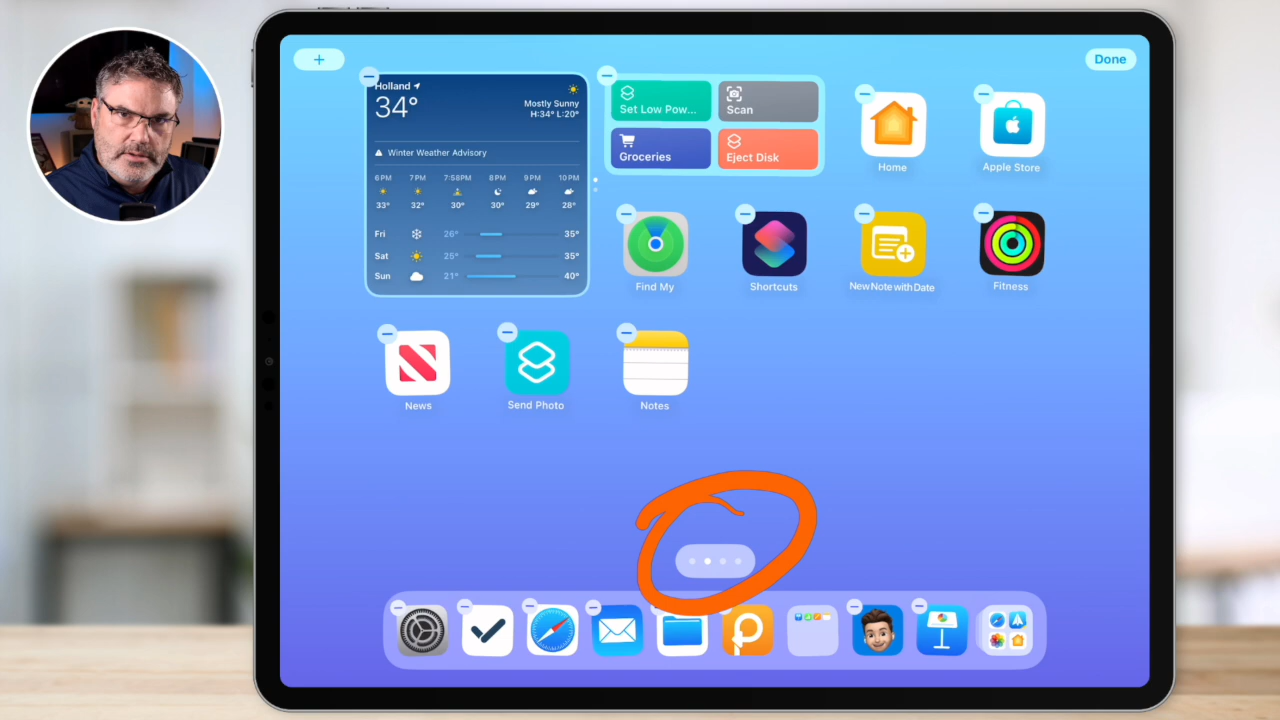 +
Done
Holland
34°
Mostly Sunny
H:34° L:20°
Winter Weather Advisory
6PM 7PM 7:58PM 8PM 9PM 10PM
33° 32° 30° 30° 29° 28°
Fri 26° 35°
Sat 25° 35°
Sun 21° 40°
Set Low Pow...
Scan
Groceries
Eject Disk
Home
Apple Store
Find My
Shortcuts
New Note with Date
Fitness
News
Send Photo
Notes